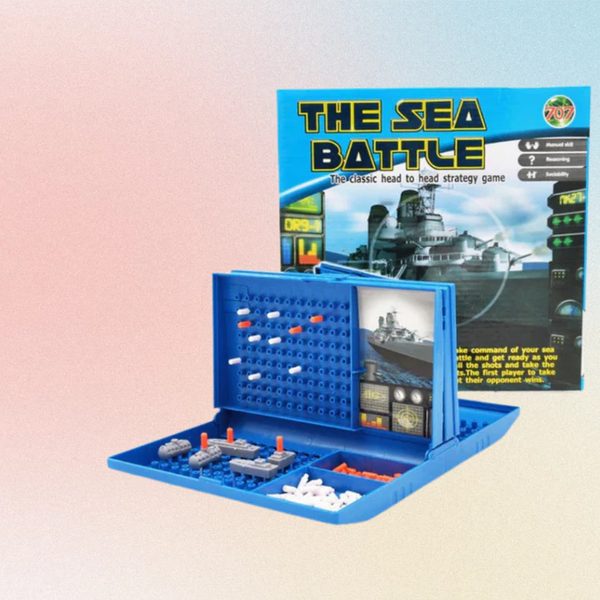 THE SEA
BATTLE
The classic head to head strategy game
707
Manual skill
Reasoning
Sociability
ake command of your sea
attle and get ready as you
ll the shots and take the
ts.The first player to take
t their opponent wins.